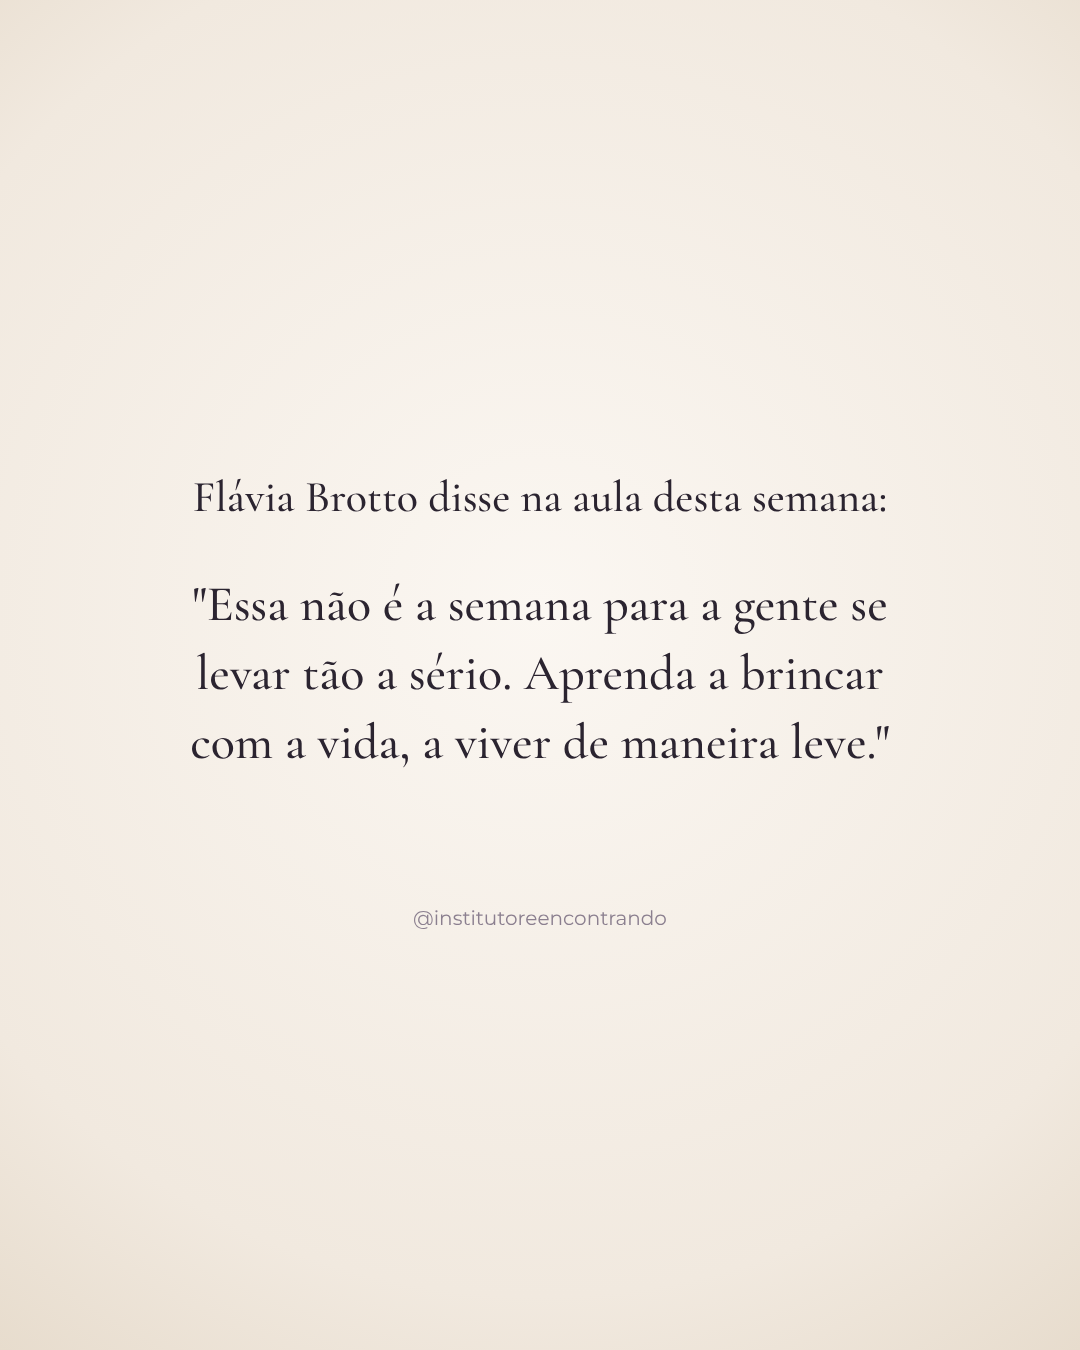 Flávia Brotto disse na aula desta semana:
"Essa não é a semana para a gente se
levar tão a sério. Aprenda a brincar
com a vida, a viver de maneira leve."
@institutoreencontrando